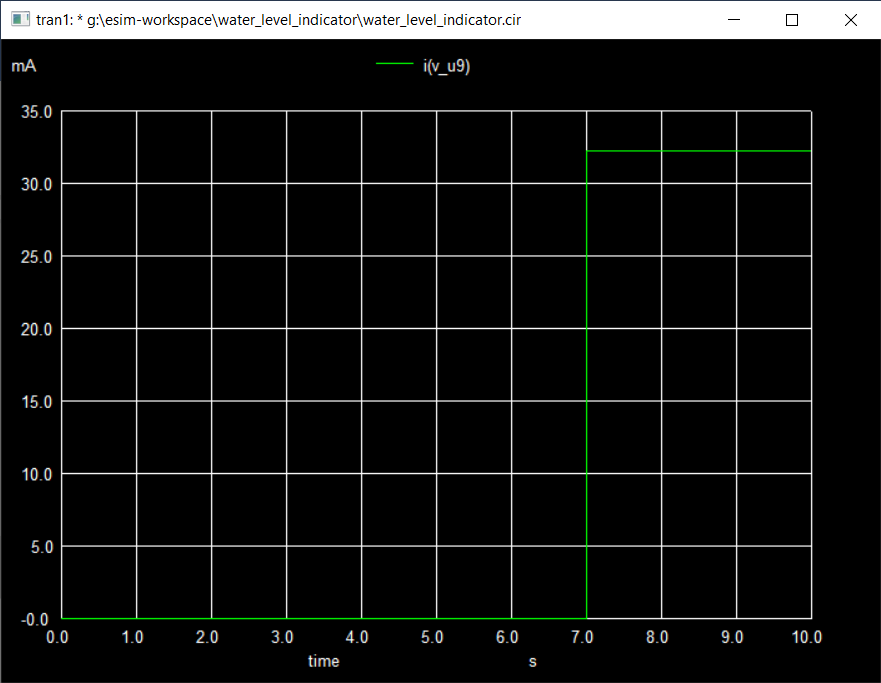 tran1: * g:\esim-workspace\water_level_indicator\water_level_indicator.cir
mA
i(v_u9)
35.0
30.0
25.0
20.0
15.0
10.0
5.0
-0.0
0.0 1.0 2.0 3.0 4.0 5.0 6.0 7.0 8.0 9.0 10.0
time s